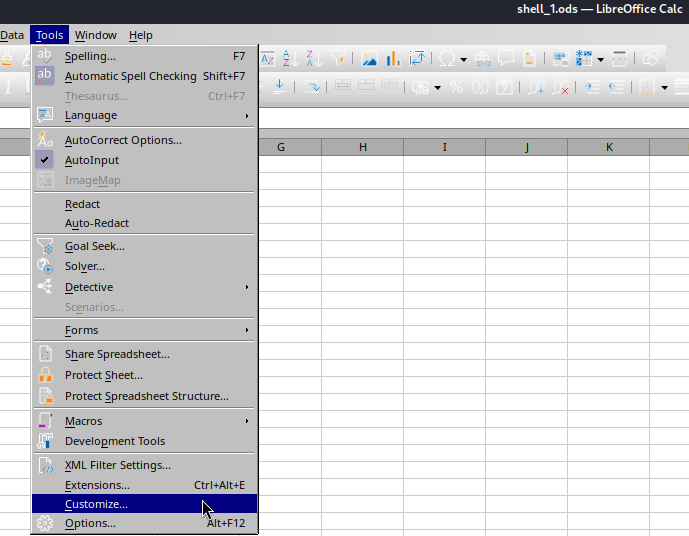 shell_1.ods — LibreOffice Calc
Data Tools Window Help
Spelling... F7
Automatic Spell Checking Shift+F7
Thesaurus... Ctrl+F7
Language
AutoCorrect Options...
AutoInput
G H I J K
ImageMap
Redact
Auto-Redact
Goal Seek...
Solver...
Detective
Scenarios...
Forms
Share Spreadsheet...
Protect Sheet...
Protect Spreadsheet Structure...
Macros
Development Tools
XML Filter Settings...
Extensions... Ctrl+Alt+E
Customize...
Options... Alt+F12